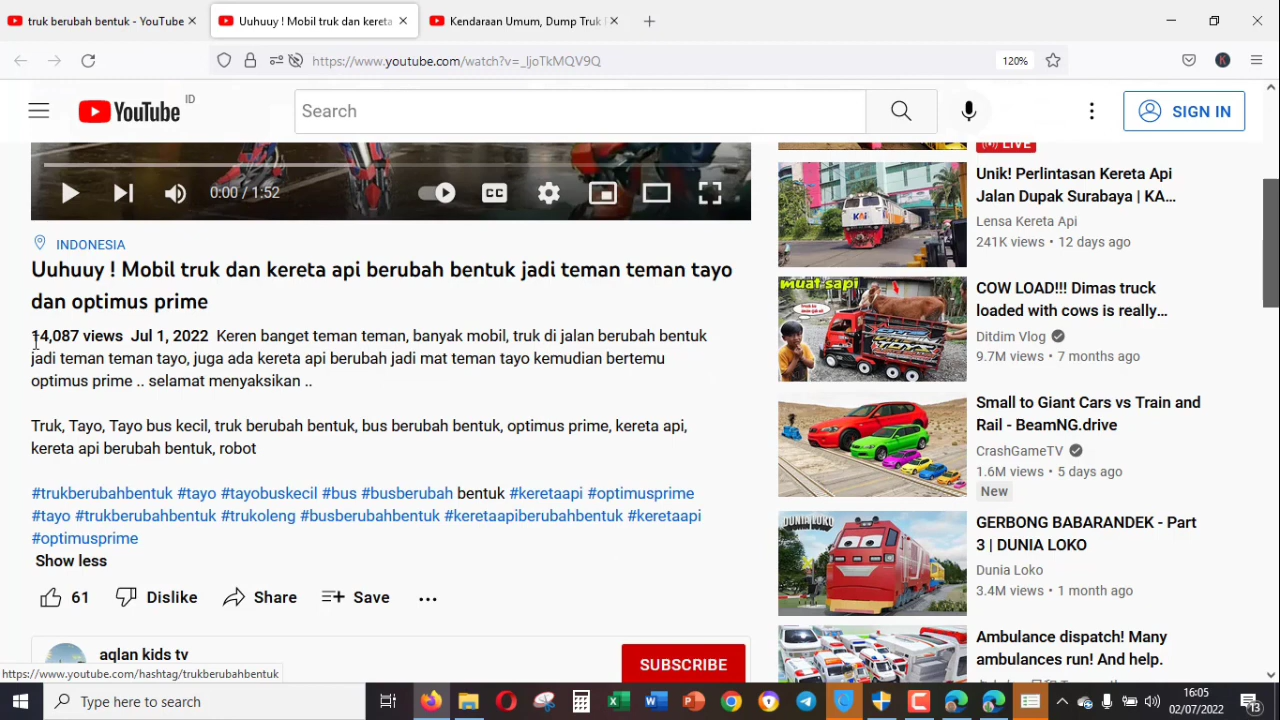 truk berubah bentuk - YouTube
Uuhuuy ! Mobil truk dan kereta
Kendaraan Umum, Dump Truk
https://www.youtube.com/watch?v=_IjoTkMQV9Q
120%
K
YouTube ID
Search
SIGN IN
0:00 / 1:52
CC
INDONESIA
Uuhuuy ! Mobil truk dan kereta api berubah bentuk jadi teman teman tayo
dan optimus prime
14,087 views Jul 1, 2022 Keren banget teman teman, banyak mobil, truk di jalan berubah bentuk
jadi teman teman tayo, juga ada kereta api berubah jadi mat teman tayo kemudian bertemu
optimus prime .. selamat menyaksikan ..
Truk, Tayo, Tayo bus kecil, truk berubah bentuk, bus berubah bentuk, optimus prime, kereta api,
kereta api berubah bentuk, robot
#trukberubahbentuk #tayo #tayobuskecil #bus #busberubah bentuk #keretaapi #optimusprime
#tayo #trukberubahbentuk #trukoleng #busberubahbentuk #keretaapiberubahbentuk #keretaapi
#optimusprime
Show less
61
Dislike
Share
Save
aqlan kids tv
SUBSCRIBE
https://www.youtube.com/hashtag/trukberubahbentuk
LIVE
KAI
Unik! Perlintasan Kereta Api
Jalan Dupak Surabaya | KA...
Lensa Kereta Api
241K views • 12 days ago
muat sapi
COW LOAD!!! Dimas truck
loaded with cows is really...
Ditdim Vlog
9.7M views • 7 months ago
Small to Giant Cars vs Train and
Rail - BeamNG.drive
CrashGameTV
1.6M views • 5 days ago
New
DUNIA LOKO
GERBONG BABARANDEK - Part
3 | DUNIA LOKO
Dunia Loko
3.4M views • 1 month ago
Ambulance dispatch! Many
ambulances run! And help.
Type here to search
16:05
02/07/2022
13